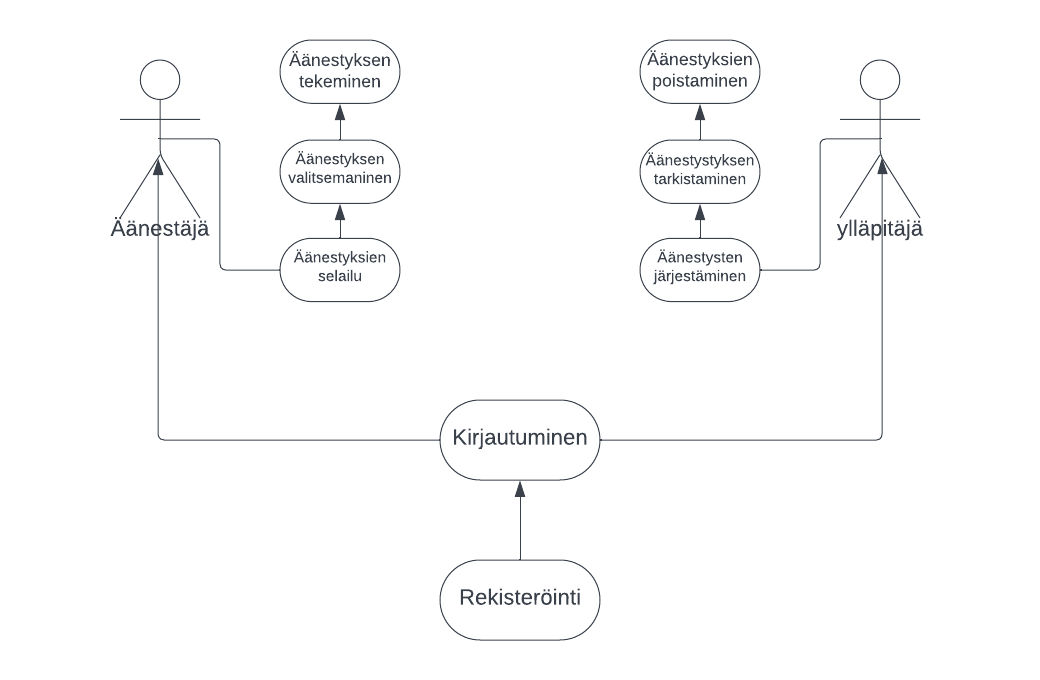 Äänestyksen
tekeminen
Äänestyksen
valitsemaninen
Äänestyksien
selailu
Äänestäjä
Äänestyksien
poistaminen
Äänestystyksen
tarkistaminen
Äänestysten
järjestäminen
ylläpitäjä
Kirjautuminen
Rekisteröinti